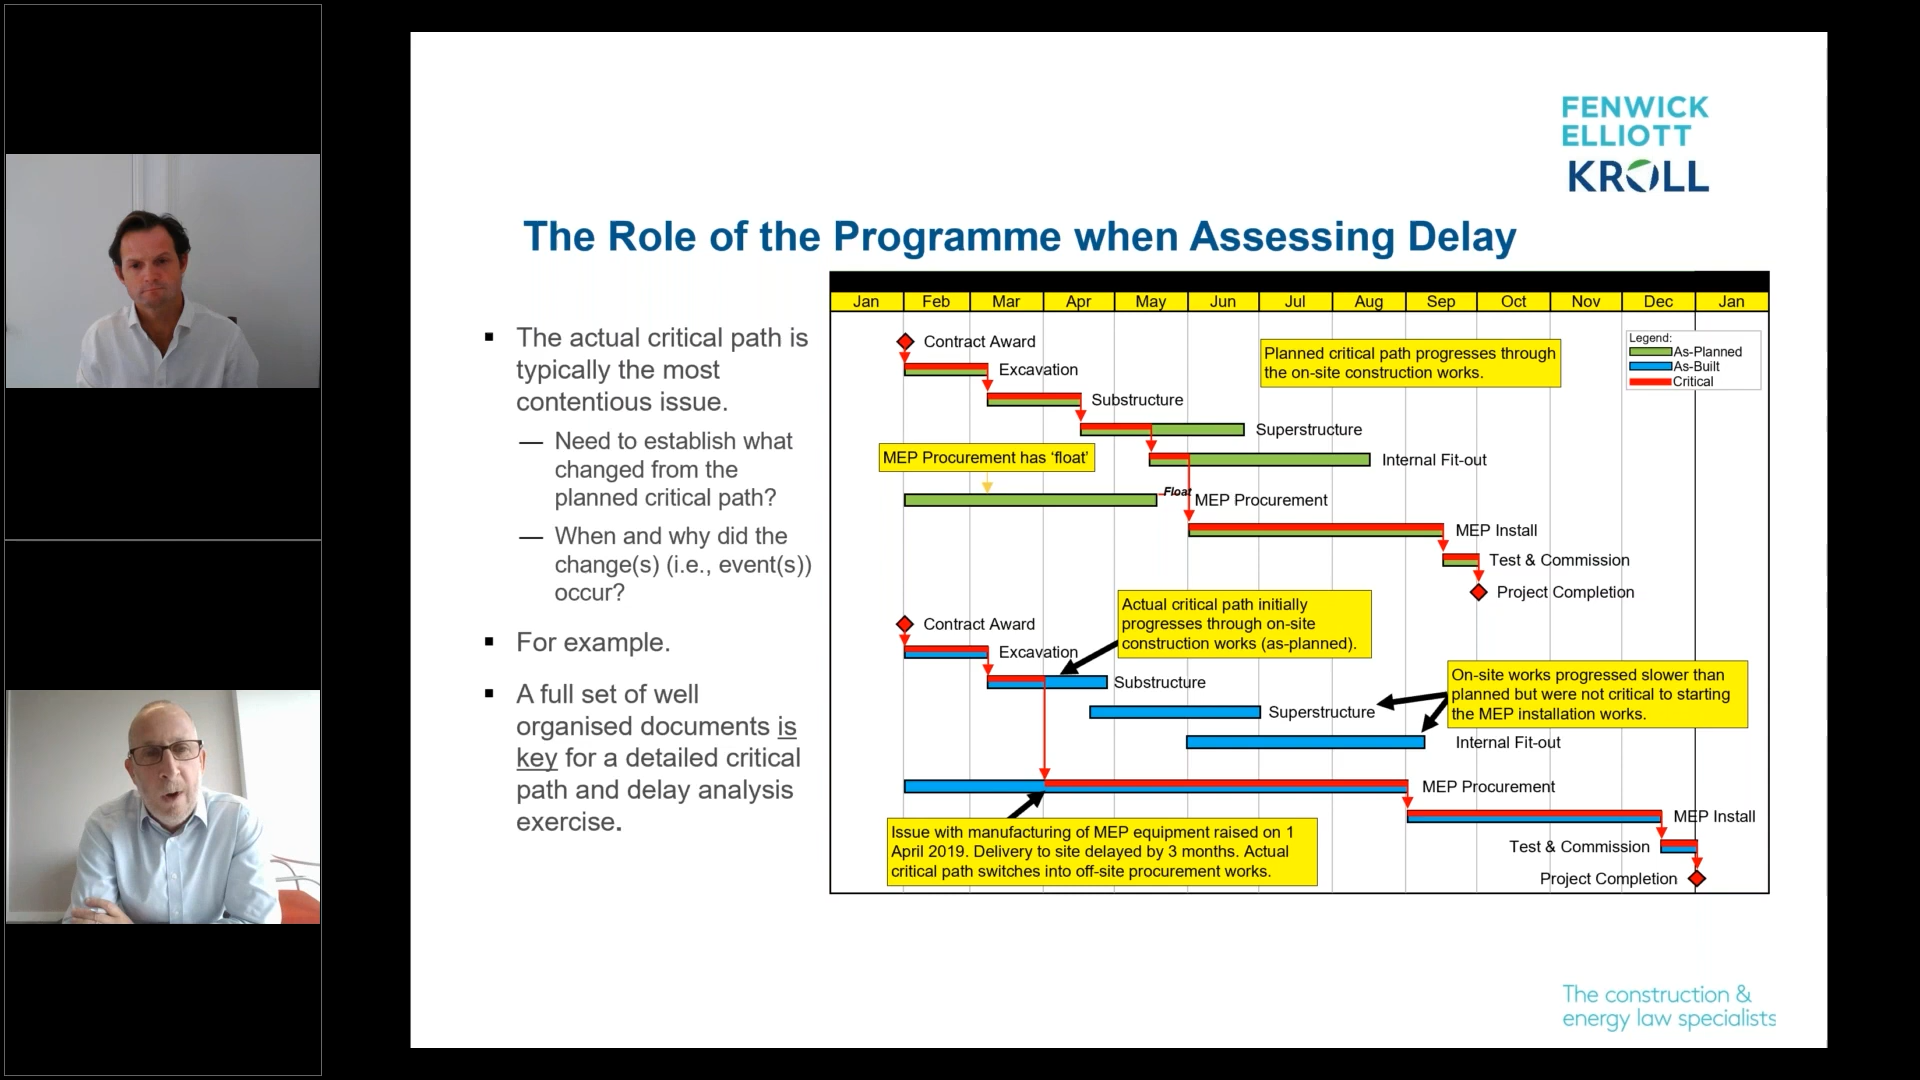 FENWICK
ELLIOTT
KROLL
The Role of the Programme when Assessing Delay
▪ The actual critical path is
typically the most
contentious issue.
— Need to establish what
changed from the
planned critical path?
— When and why did the
change(s) (i.e., event(s))
occur?
▪ For example.
▪ A full set of well
organised documents is
key for a detailed critical
path and delay analysis
exercise.
Jan Feb Mar Apr May Jun Jul Aug Sep Oct Nov Dec Jan
Legend:
As-Planned
As-Built
Critical
Contract Award
Planned critical path progresses through
the on-site construction works.
Excavation
Substructure
Superstructure
MEP Procurement has ‘float’
Internal Fit-out
Float
MEP Procurement
MEP Install
Test & Commission
Project Completion
Actual critical path initially
progresses through on-site
construction works (as-planned).
Contract Award
Excavation
Substructure
On-site works progressed slower than
planned but were not critical to starting
the MEP installation works.
Superstructure
Internal Fit-out
MEP Procurement
MEP Install
Issue with manufacturing of MEP equipment raised on 1
April 2019. Delivery to site delayed by 3 months. Actual
critical path switches into off-site procurement works.
Test & Commission
Project Completion
The construction &
energy law specialists